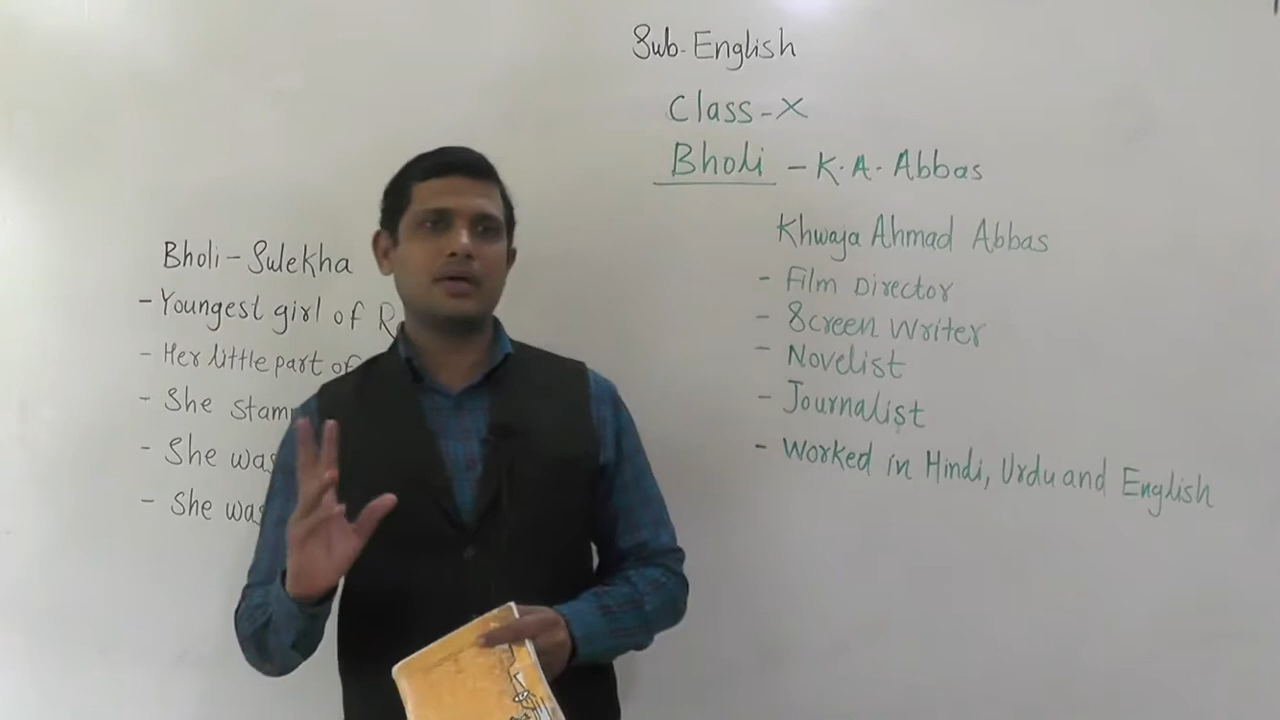 Sub. English
Class - X
Bholi - K. A. Abbas
Khwaja Ahmad Abbas
- Film Director
- Screen Writer
- Novelist
- Journalist
- Worked in Hindi, Urdu and English
Bholi - Sulekha
- Youngest girl of R
- Her little part of
- She stam
- She was
- She was